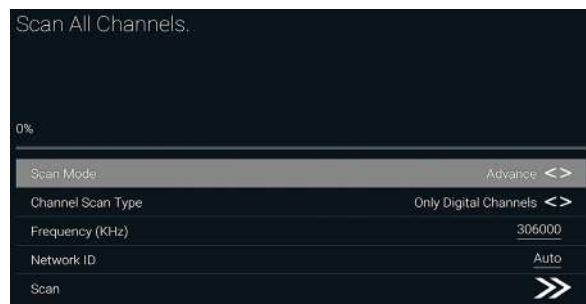 Scan All Channels.
0%
Scan Mode Advance <>
Channel Scan Type Only Digital Channels <>
Frequency (KHz) 306000
Network ID Auto
Scan